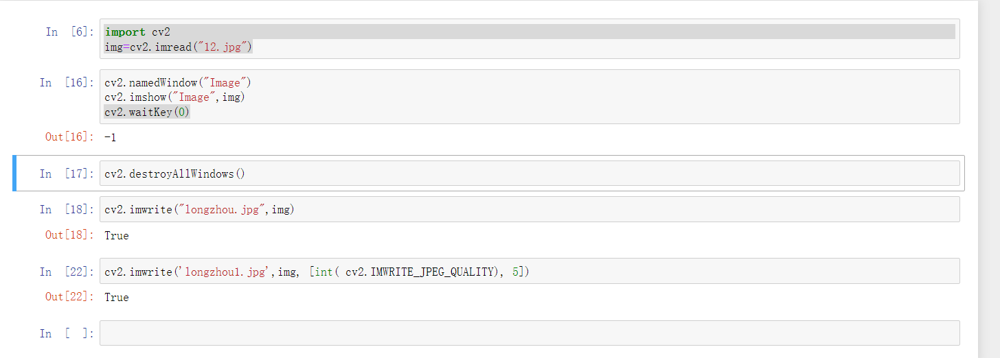 In [6]: import cv2
img=cv2.imread("12.jpg")
In [16]: cv2.namedWindow("Image")
cv2.imshow("Image",img)
cv2.waitKey(0)
Out[16]: -1
In [17]: cv2.destroyAllWindows()
In [18]: cv2.imwrite("longzhou.jpg",img)
Out[18]: True
In [22]: cv2.imwrite('longzhou1.jpg',img, [int( cv2.IMWRITE_JPEG_QUALITY), 5])
Out[22]: True
In [ ]: